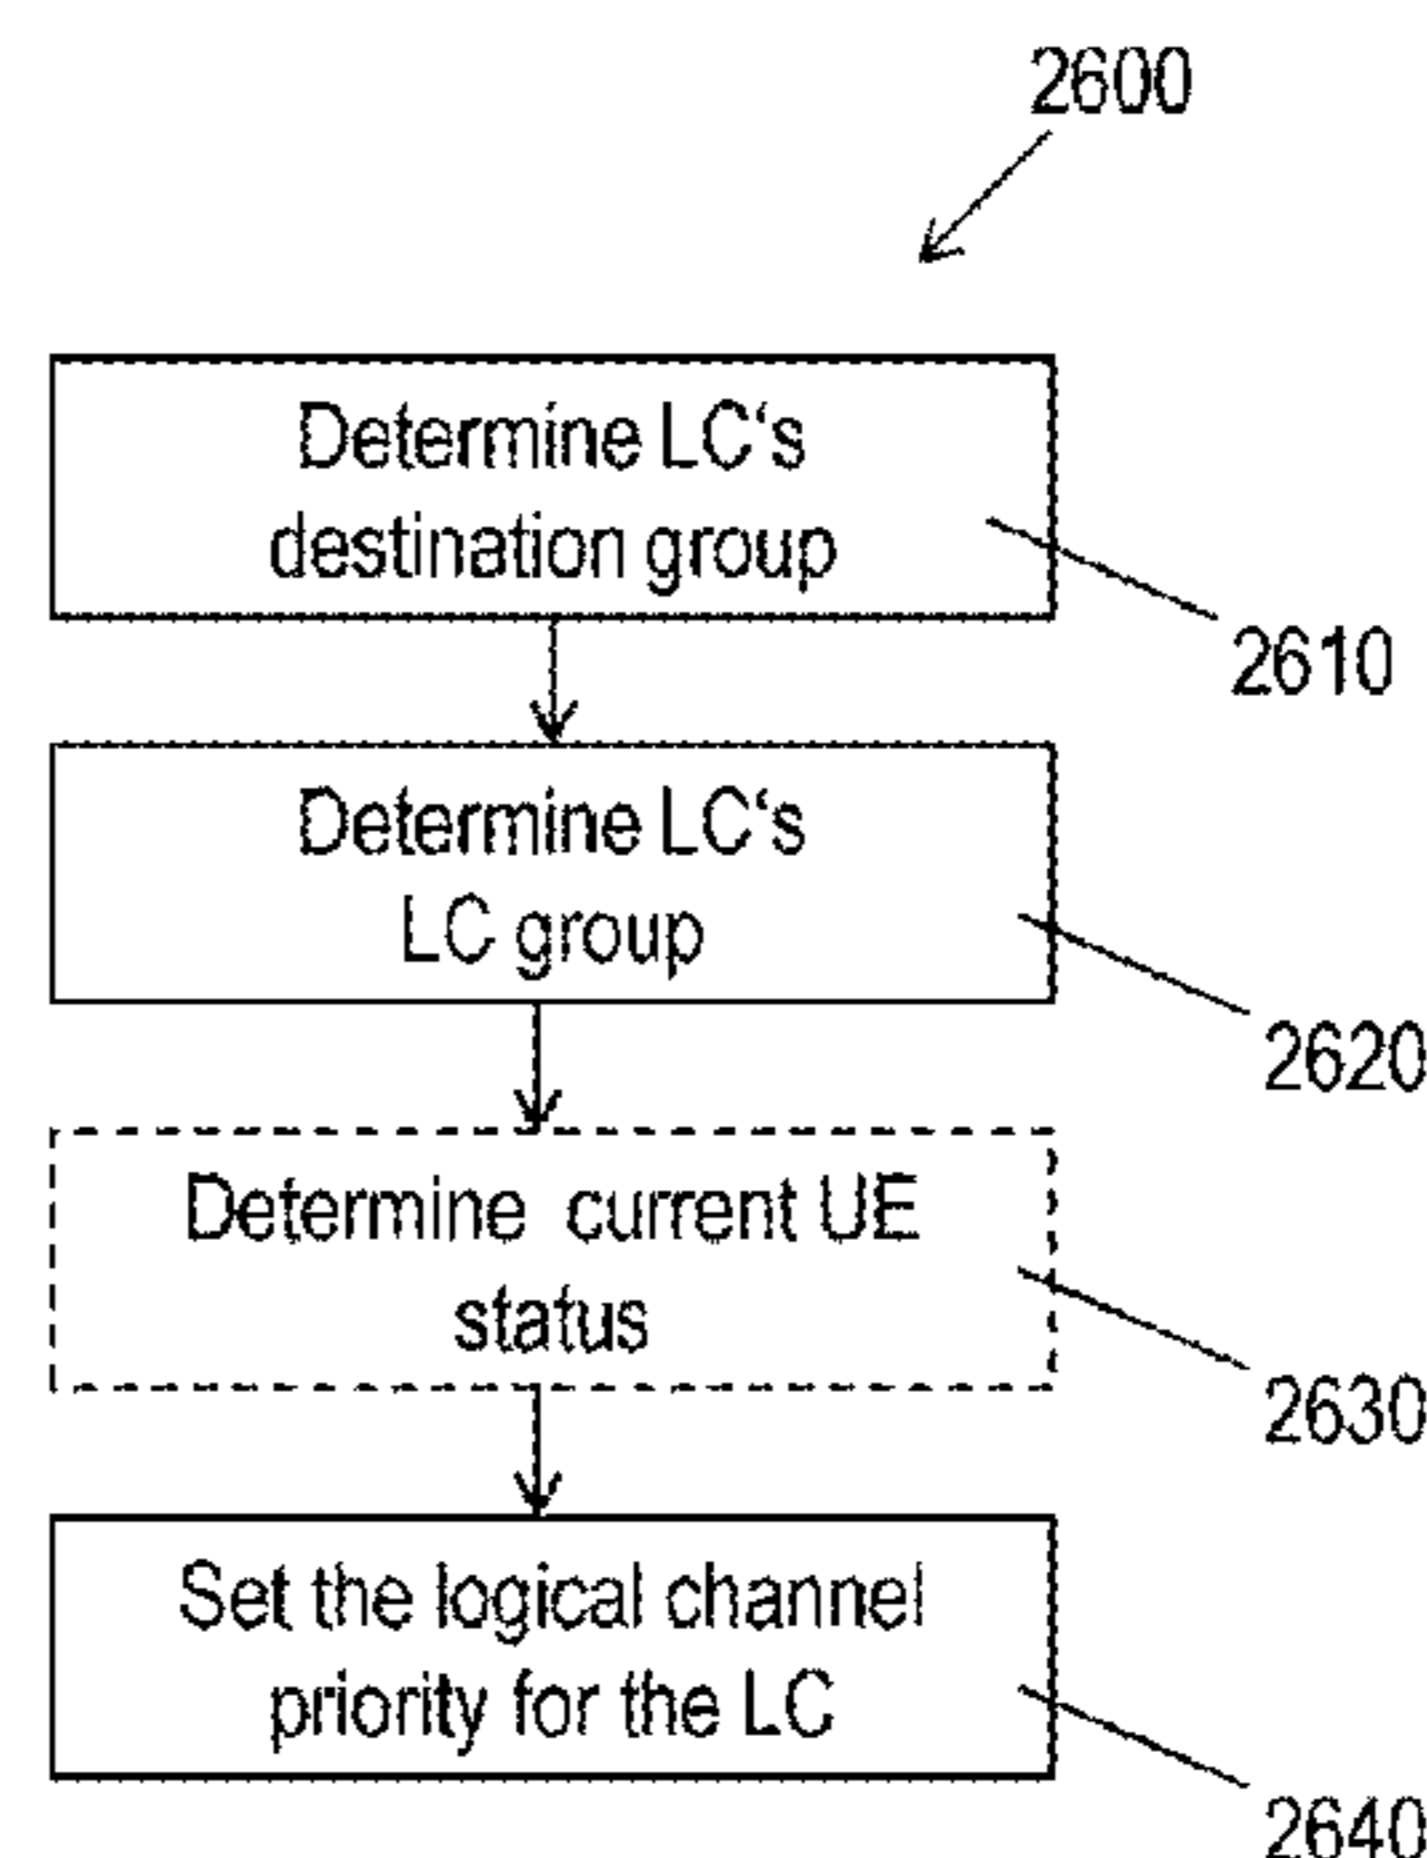 2600
Determine LC‘s
destination group
2610
Determine LC‘s
LC group
2620
Determine current UE
status
2630
Set the logical channel
priority for the LC
2640